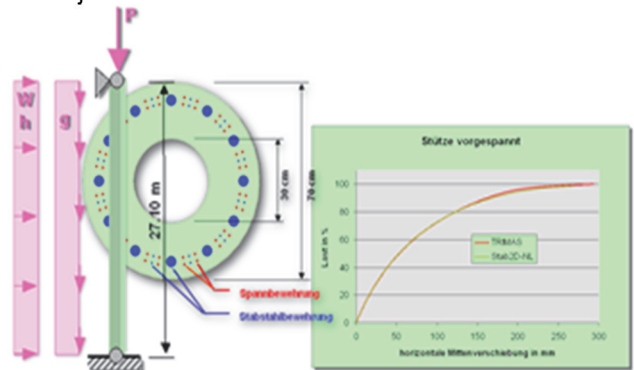 P
W
h
g
27.10 m
30 cm
70 cm
Spannbewehrung
Stabstahlbewehrung
Stütze vorgespannt
Last in %
100
80
60
40
20
0
TRIMAS
Stab2D-NL
0 50 100 150 200 250 300
horizontale Mittenverschiebung in mm